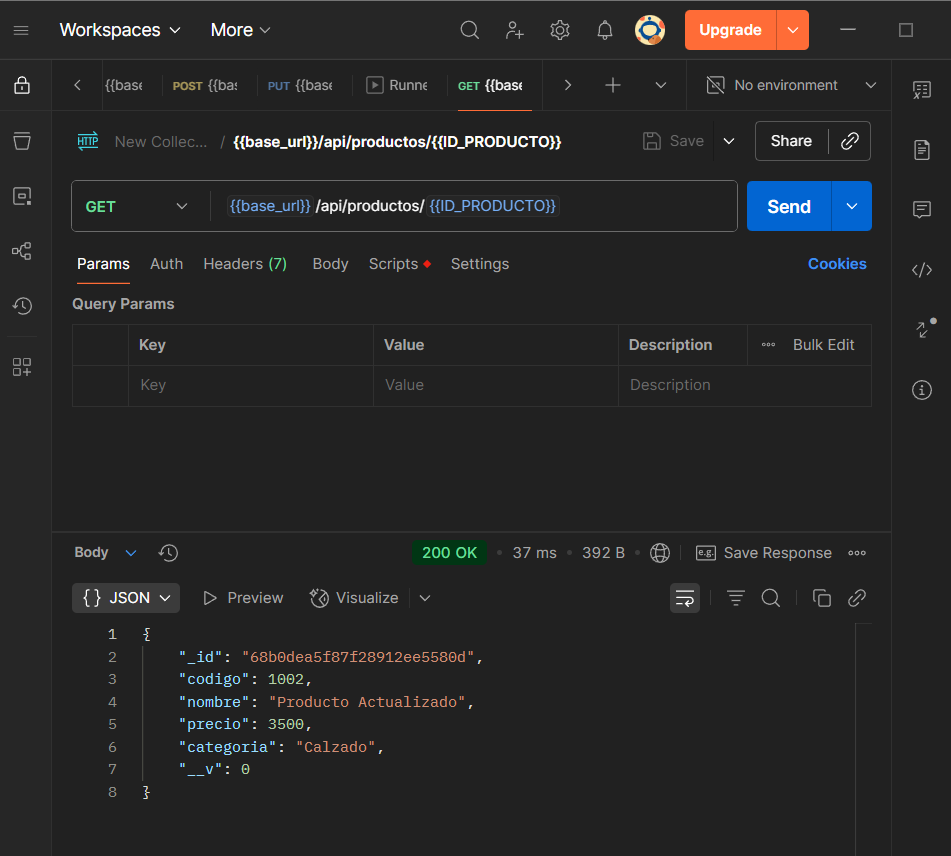 Workspaces More Upgrade
{{base POST {{bas PUT {{base Runne GET {{base No environment
HTTP New Collec... / {{base_url}}/api/productos/{{ID_PRODUCTO}} Save Share
GET {{base_url}} /api/productos/ {{ID_PRODUCTO}} Send
Params Auth Headers (7) Body Scripts Settings Cookies
Query Params
Key Value Description Bulk Edit
Key Value Description
Body 200 OK 37 ms 392 B e.g. Save Response
{} JSON Preview Visualize
1 {
2 "_id": "68b0dea5f87f28912ee5580d",
3 "codigo": 1002,
4 "nombre": "Producto Actualizado",
5 "precio": 3500,
6 "categoria": "Calzado",
7 "__v": 0
8 }